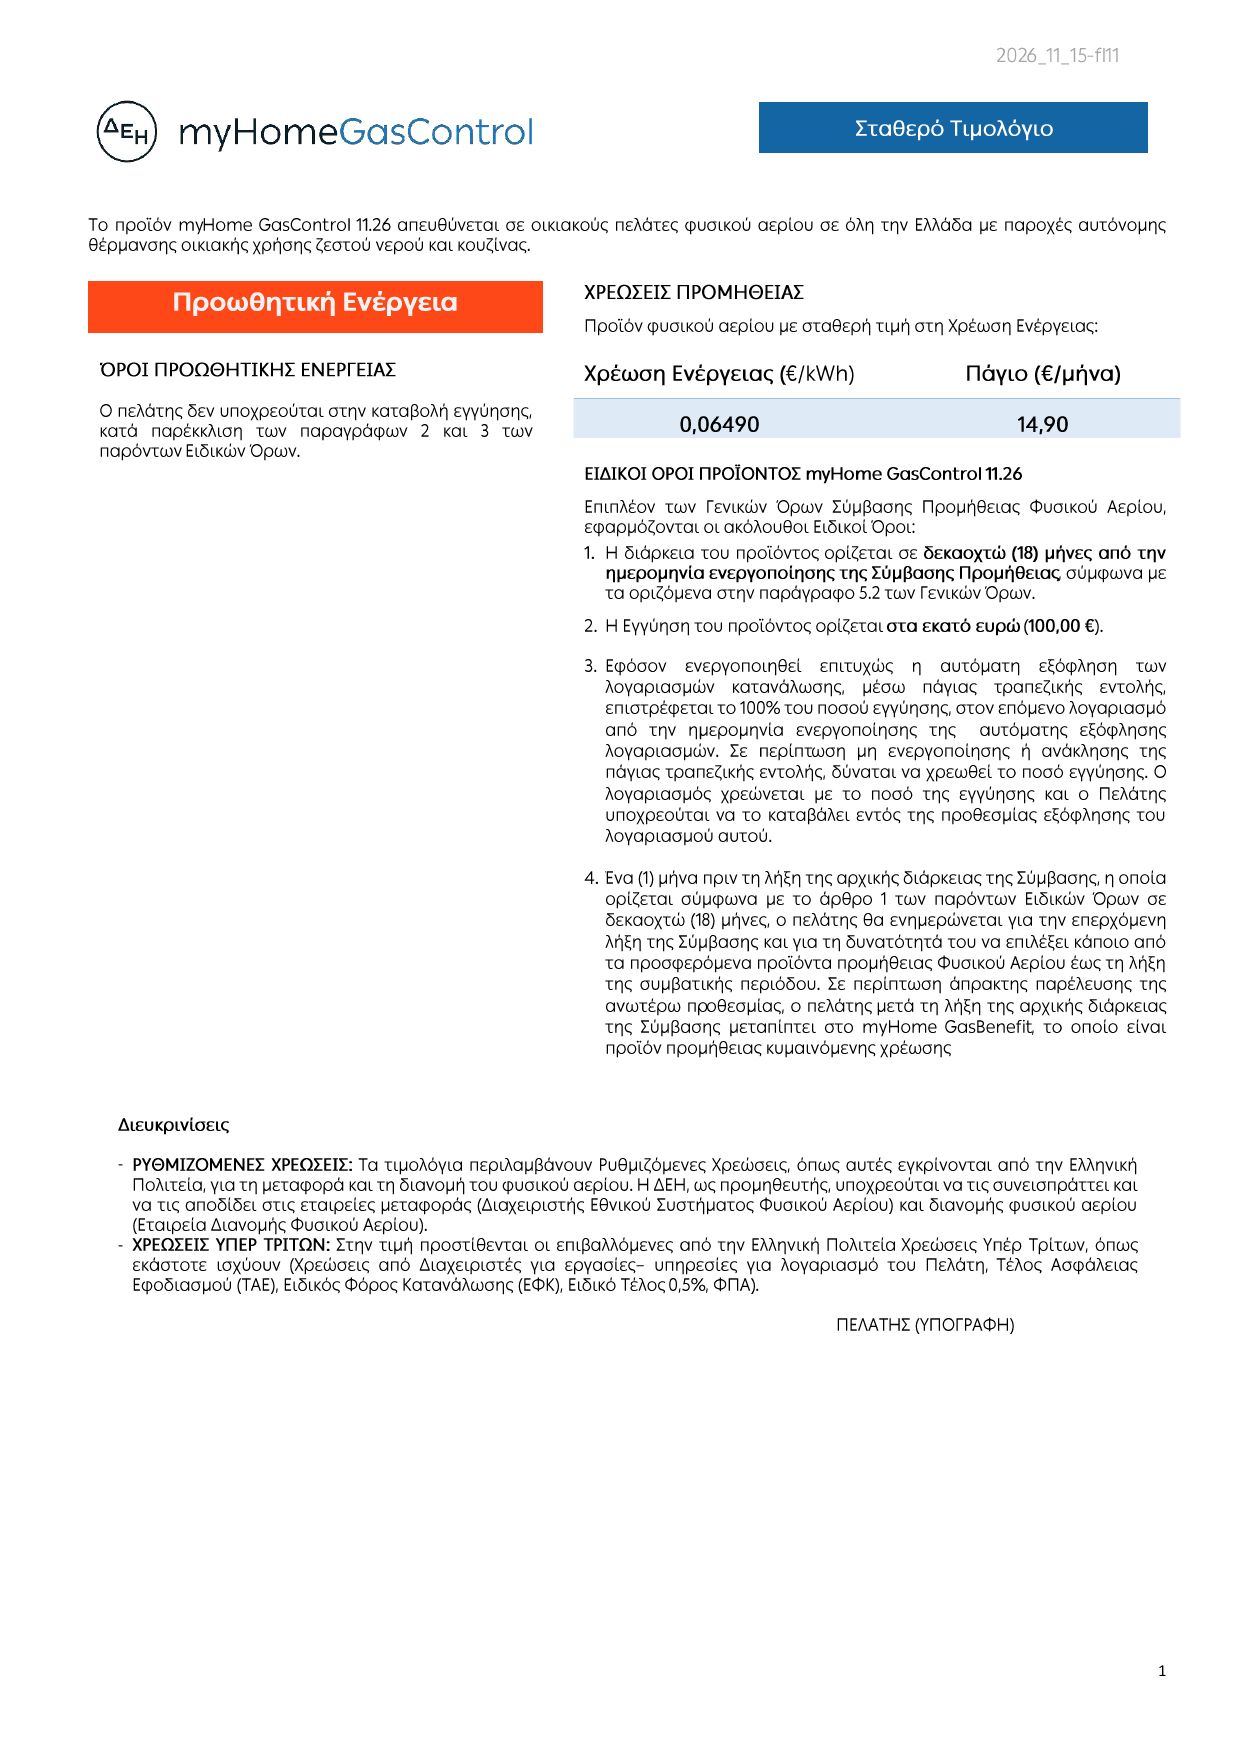 2026_11_15-fl11
ΔΕΗ myHomeGasControl
Σταθερό Τιμολόγιο
Το προϊόν myHome GasControl 11.26 απευθύνεται σε οικιακούς πελάτες φυσικού αερίου σε όλη την Ελλάδα με παροχές αυτόνομης
θέρμανσης οικιακής χρήσης ζεστού νερού και κουζίνας.
Προωθητική Ενέργεια
ΌΡΟΙ ΠΡΟΩΘΗΤΙΚΗΣ ΕΝΕΡΓΕΙΑΣ
Ο πελάτης δεν υποχρεούται στην καταβολή εγγύησης,
κατά παρέκκλιση των παραγράφων 2 και 3 των
παρόντων Ειδικών Όρων.
ΧΡΕΩΣΕΙΣ ΠΡΟΜΗΘΕΙΑΣ
Προϊόν φυσικού αερίου με σταθερή τιμή στη Χρέωση Ενέργειας:
Χρέωση Ενέργειας (€/kWh) Πάγιο (€/μήνα)
0,06490 14,90
ΕΙΔΙΚΟΙ ΟΡΟΙ ΠΡΟΪΟΝΤΟΣ myHome GasControl 11.26
Επιπλέον των Γενικών Όρων Σύμβασης Προμήθειας Φυσικού Αερίου,
εφαρμόζονται οι ακόλουθοι Ειδικοί Όροι:
1. Η διάρκεια του προϊόντος ορίζεται σε δεκαοχτώ (18) μήνες από την
ημερομηνία ενεργοποίησης της Σύμβασης Προμήθειας, σύμφωνα με
τα οριζόμενα στην παράγραφο 5.2 των Γενικών Όρων.
2. Η Εγγύηση του προϊόντος ορίζεται στα εκατό ευρώ (100,00 €).
3. Εφόσον ενεργοποιηθεί επιτυχώς η αυτόματη εξόφληση των
λογαριασμών κατανάλωσης, μέσω πάγιας τραπεζικής εντολής,
επιστρέφεται το 100% του ποσού εγγύησης, στον επόμενο λογαριασμό
από την ημερομηνία ενεργοποίησης της αυτόματης εξόφλησης
λογαριασμών. Σε περίπτωση μη ενεργοποίησης ή ανάκλησης της
πάγιας τραπεζικής εντολής, δύναται να χρεωθεί το ποσό εγγύησης. Ο
λογαριασμός χρεώνεται με το ποσό της εγγύησης και ο Πελάτης
υποχρεούται να το καταβάλει εντός της προθεσμίας εξόφλησης του
λογαριασμού αυτού.
4. Ένα (1) μήνα πριν τη λήξη της αρχικής διάρκειας της Σύμβασης, η οποία
ορίζεται σύμφωνα με το άρθρο 1 των παρόντων Ειδικών Όρων σε
δεκαοχτώ (18) μήνες, ο πελάτης θα ενημερώνεται για την επερχόμενη
λήξη της Σύμβασης και για τη δυνατότητά του να επιλέξει κάποιο από
τα προσφερόμενα προϊόντα προμήθειας Φυσικού Αερίου έως τη λήξη
της συμβατικής περιόδου. Σε περίπτωση άπρακτης παρέλευσης της
ανωτέρω προθεσμίας, ο πελάτης μετά τη λήξη της αρχικής διάρκειας
της Σύμβασης μεταπίπτει στο myHome GasBenefit, το οποίο είναι
προϊόν προμήθειας κυμαινόμενης χρέωσης
Διευκρινίσεις
- ΡΥΘΜΙΖΟΜΕΝΕΣ ΧΡΕΩΣΕΙΣ: Τα τιμολόγια περιλαμβάνουν Ρυθμιζόμενες Χρεώσεις, όπως αυτές εγκρίνονται από την Ελληνική
Πολιτεία, για τη μεταφορά και τη διανομή του φυσικού αερίου. Η ΔΕΗ, ως προμηθευτής, υποχρεούται να τις συνεισπράττει και
να τις αποδίδει στις εταιρείες μεταφοράς (Διαχειριστής Εθνικού Συστήματος Φυσικού Αερίου) και διανομής φυσικού αερίου
(Εταιρεία Διανομής Φυσικού Αερίου).
- ΧΡΕΩΣΕΙΣ ΥΠΕΡ ΤΡΙΤΩΝ: Στην τιμή προστίθενται οι επιβαλλόμενες από την Ελληνική Πολιτεία Χρεώσεις Υπέρ Τρίτων, όπως
εκάστοτε ισχύουν (Χρεώσεις από Διαχειριστές για εργασίες– υπηρεσίες για λογαριασμό του Πελάτη, Τέλος Ασφάλειας
Εφοδιασμού (ΤΑΕ), Ειδικός Φόρος Κατανάλωσης (ΕΦΚ), Ειδικό Τέλος 0,5%, ΦΠΑ).
ΠΕΛΑΤΗΣ (ΥΠΟΓΡΑΦΗ)
1